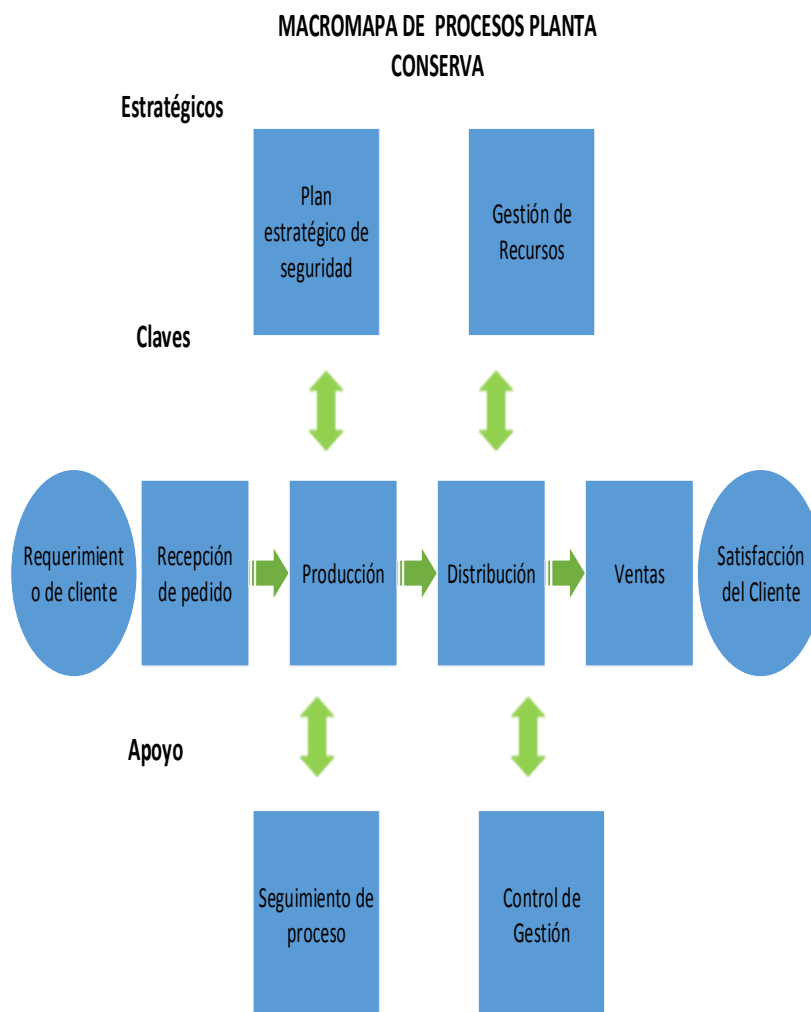 MACROMAPA DE PROCESOS PLANTA
CONSERVA
Estratégicos
Plan
estratégico de
seguridad
Gestión de
Recursos
Claves
Requerimient
o de cliente
Recepción
de pedido
Producción
Distribución
Ventas
Satisfacción
del Cliente
Apoyo
Seguimiento de
proceso
Control de
Gestión